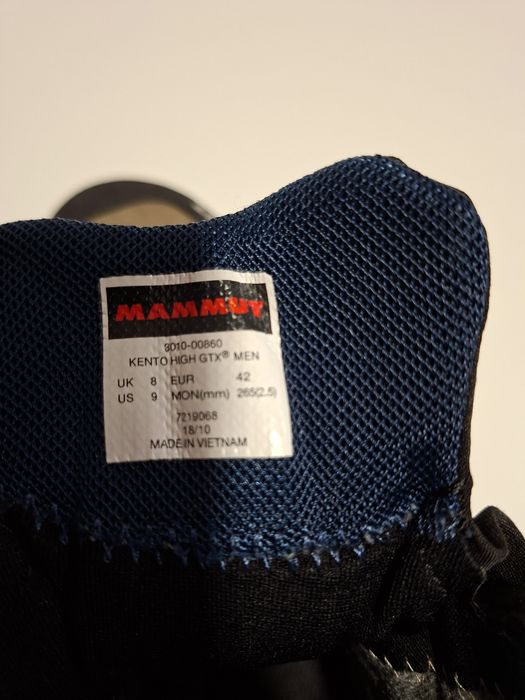 MAMMUT
3010-00860
KENTO HIGH GTX® MEN
UK 8 EUR 42
US 9 MON(mm) 265(2.5)
7219068
18/10
MADE IN VIETNAM